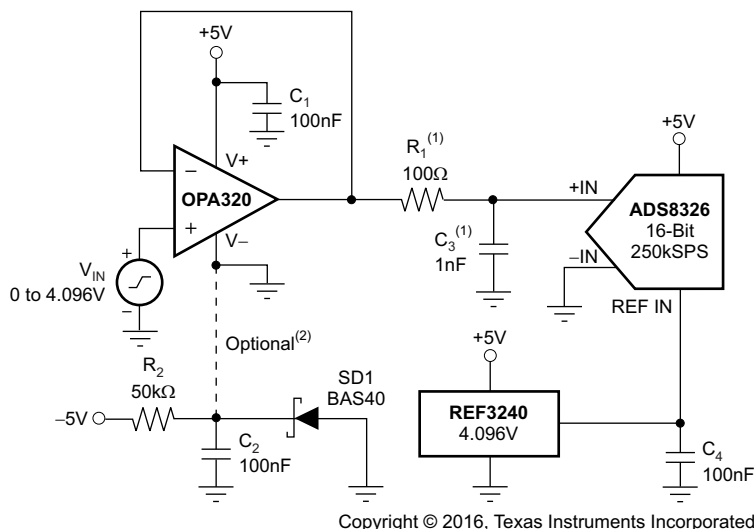 +5V
C1
100nF
V+
−
OPA320
+
V−
R1(1)
100Ω
C3(1)
1nF
+5V
+IN
ADS8326
16-Bit
250kSPS
−IN
REF IN
+
VIN
0 to 4.096V
−
Optional(2)
R2
50kΩ
−5V
C2
100nF
SD1
BAS40
+5V
REF3240
4.096V
C4
100nF
Copyright © 2016, Texas Instruments Incorporated